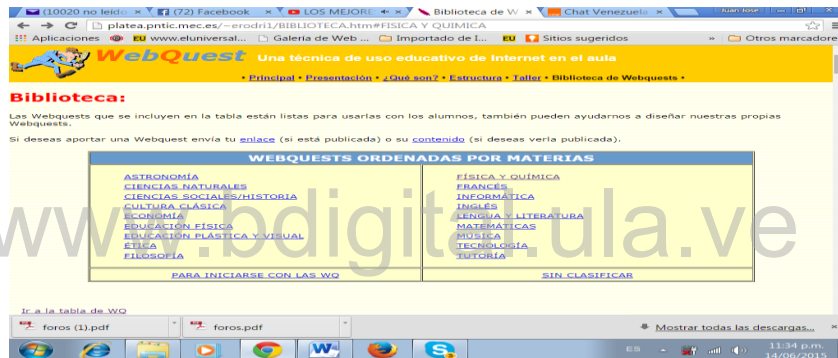 (10020 no leído
(72) Facebook
LOS MEJORE
Biblioteca de W
Chat Venezuela
Juan José
platea.pntic.mec.es/~erodri1/BIBLIOTECA.htm#FISICA Y QUIMICA
Aplicaciones
EU www.eluniversal...
Galería de Web ...
Importado de I...
EU
Sitios sugeridos
»
Otros marcadore
WebQuest Una técnica de uso educativo de Internet en el aula
• Principal • Presentación • ¿Qué son? • Estructura • Taller • Biblioteca de Webquests •
Biblioteca:
Las Webquests que se incluyen en la tabla están listas para usarlas con los alumnos, también pueden ayudarnos a diseñar nuestras propias
Webquests.
Si deseas aportar una Webquest envía tu enlace (si está publicada) o su contenido (si deseas verla publicada).
WEBQUESTS ORDENADAS POR MATERIAS
ASTRONOMÍA
CIENCIAS NATURALES
CIENCIAS SOCIALES/HISTORIA
CULTURA CLÁSICA
ECONOMÍA
EDUCACIÓN FÍSICA
EDUCACIÓN PLÁSTICA Y VISUAL
ÉTICA
FILOSOFÍA
FÍSICA Y QUÍMICA
FRANCÉS
INFORMÁTICA
INGLÉS
LENGUA Y LITERATURA
MATEMÁTICAS
MÚSICA
TECNOLOGÍA
TUTORÍA
PARA INICIARSE CON LAS WQ
SIN CLASIFICAR
www.bdigital.ula.ve
Ir a la tabla de WQ
foros (1).pdf
foros.pdf
Mostrar todas las descargas...
ES
11:34 p.m.
14/06/2015